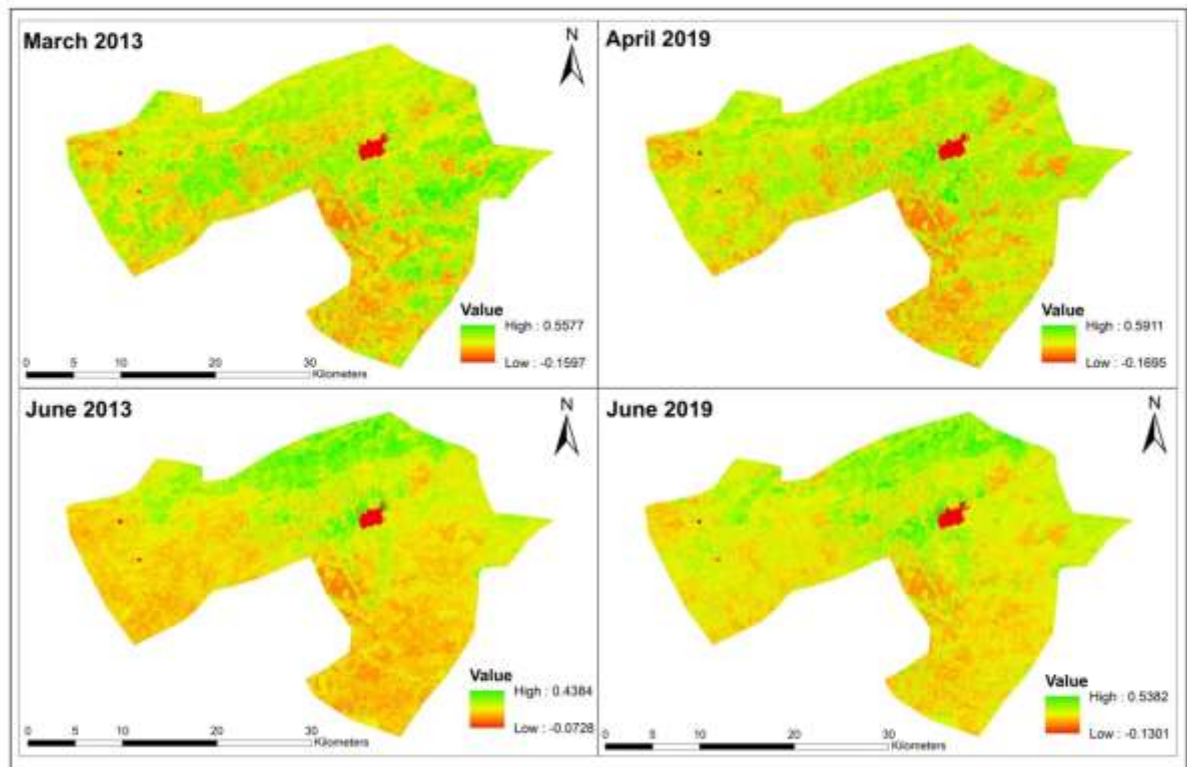 March 2013
N
Value
High : 0.5577
Low : -0.1597
0 5 10 20 30
Kilometers
April 2019
N
Value
High : 0.5911
Low : -0.1695
June 2013
N
Value
High : 0.4384
Low : -0.0728
0 5 10 20 30
Kilometers
June 2019
N
Value
High : 0.5382
Low : -0.1301
0 5 10 20 30
Kilometers